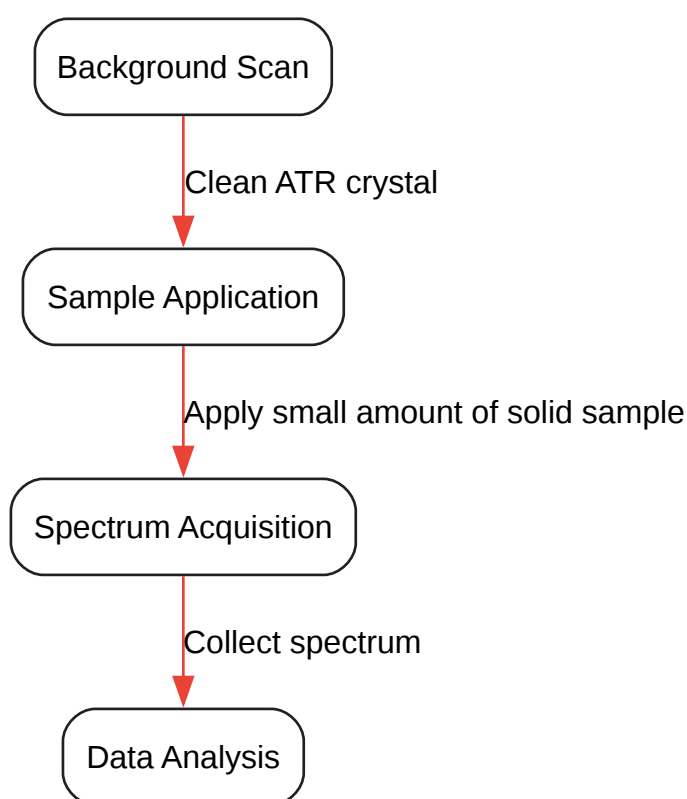 Background Scan
Clean ATR crystal
Sample Application
Apply small amount of solid sample
Spectrum Acquisition
Collect spectrum
Data Analysis